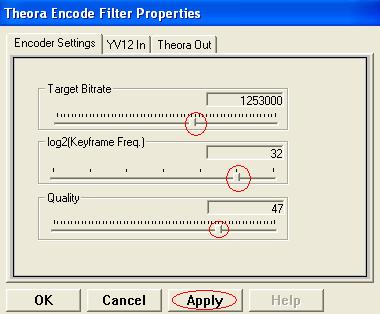 Theora Encode Filter Properties
Encoder Settings YV12 In Theora Out
Target Bitrate
1253000
log2(Keyframe Freq.)
32
Quality
47
OK Cancel Apply Help